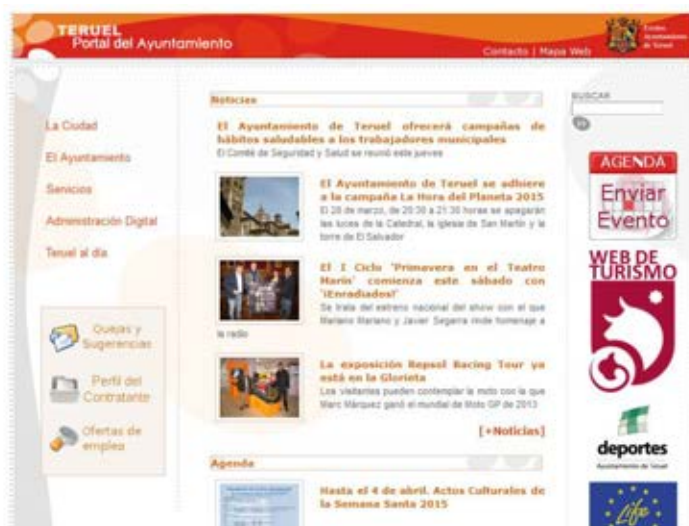 TERUEL
Portal del Ayuntamiento
Contacto | Mapa Web
Excmo.
Ayuntamiento
de Teruel
La Ciudad
El Ayuntamiento
Servicios
Administración Digital
Teruel al día
Quejas y
Sugerencias
Perfil del
Contratante
Ofertas de
empleo
Noticias
El Ayuntamiento de Teruel ofrecerá campañas de
hábitos saludables a los trabajadores municipales
El Comité de Seguridad y Salud se reunió este jueves
El Ayuntamiento de Teruel se adhiere
a la campaña La Hora del Planeta 2015
El 28 de marzo, de 20:30 a 21:30 horas se apagarán
las luces de la Catedral, la iglesia de San Martín y la
torre de El Salvador
El I Ciclo 'Primavera en el Teatro
Marín' comienza este sábado con
'¡Enradiados!'
Se trata del estreno nacional del show con el que
Mariano Mariano y Javier Segarra rinde homenaje a
la radio
La exposición Repsol Racing Tour ya
está en la Glorieta
Los visitantes pueden contemplar la moto con la que
Marc Márquez ganó el mundial de Moto GP de 2013
[+Noticias]
Agenda
Hasta el 4 de abril. Actos Culturales de
la Semana Santa 2015
BUSCAR
AGENDA
Enviar
Evento
WEB DE
TURISMO
deportes
Ayuntamiento de Teruel
Life